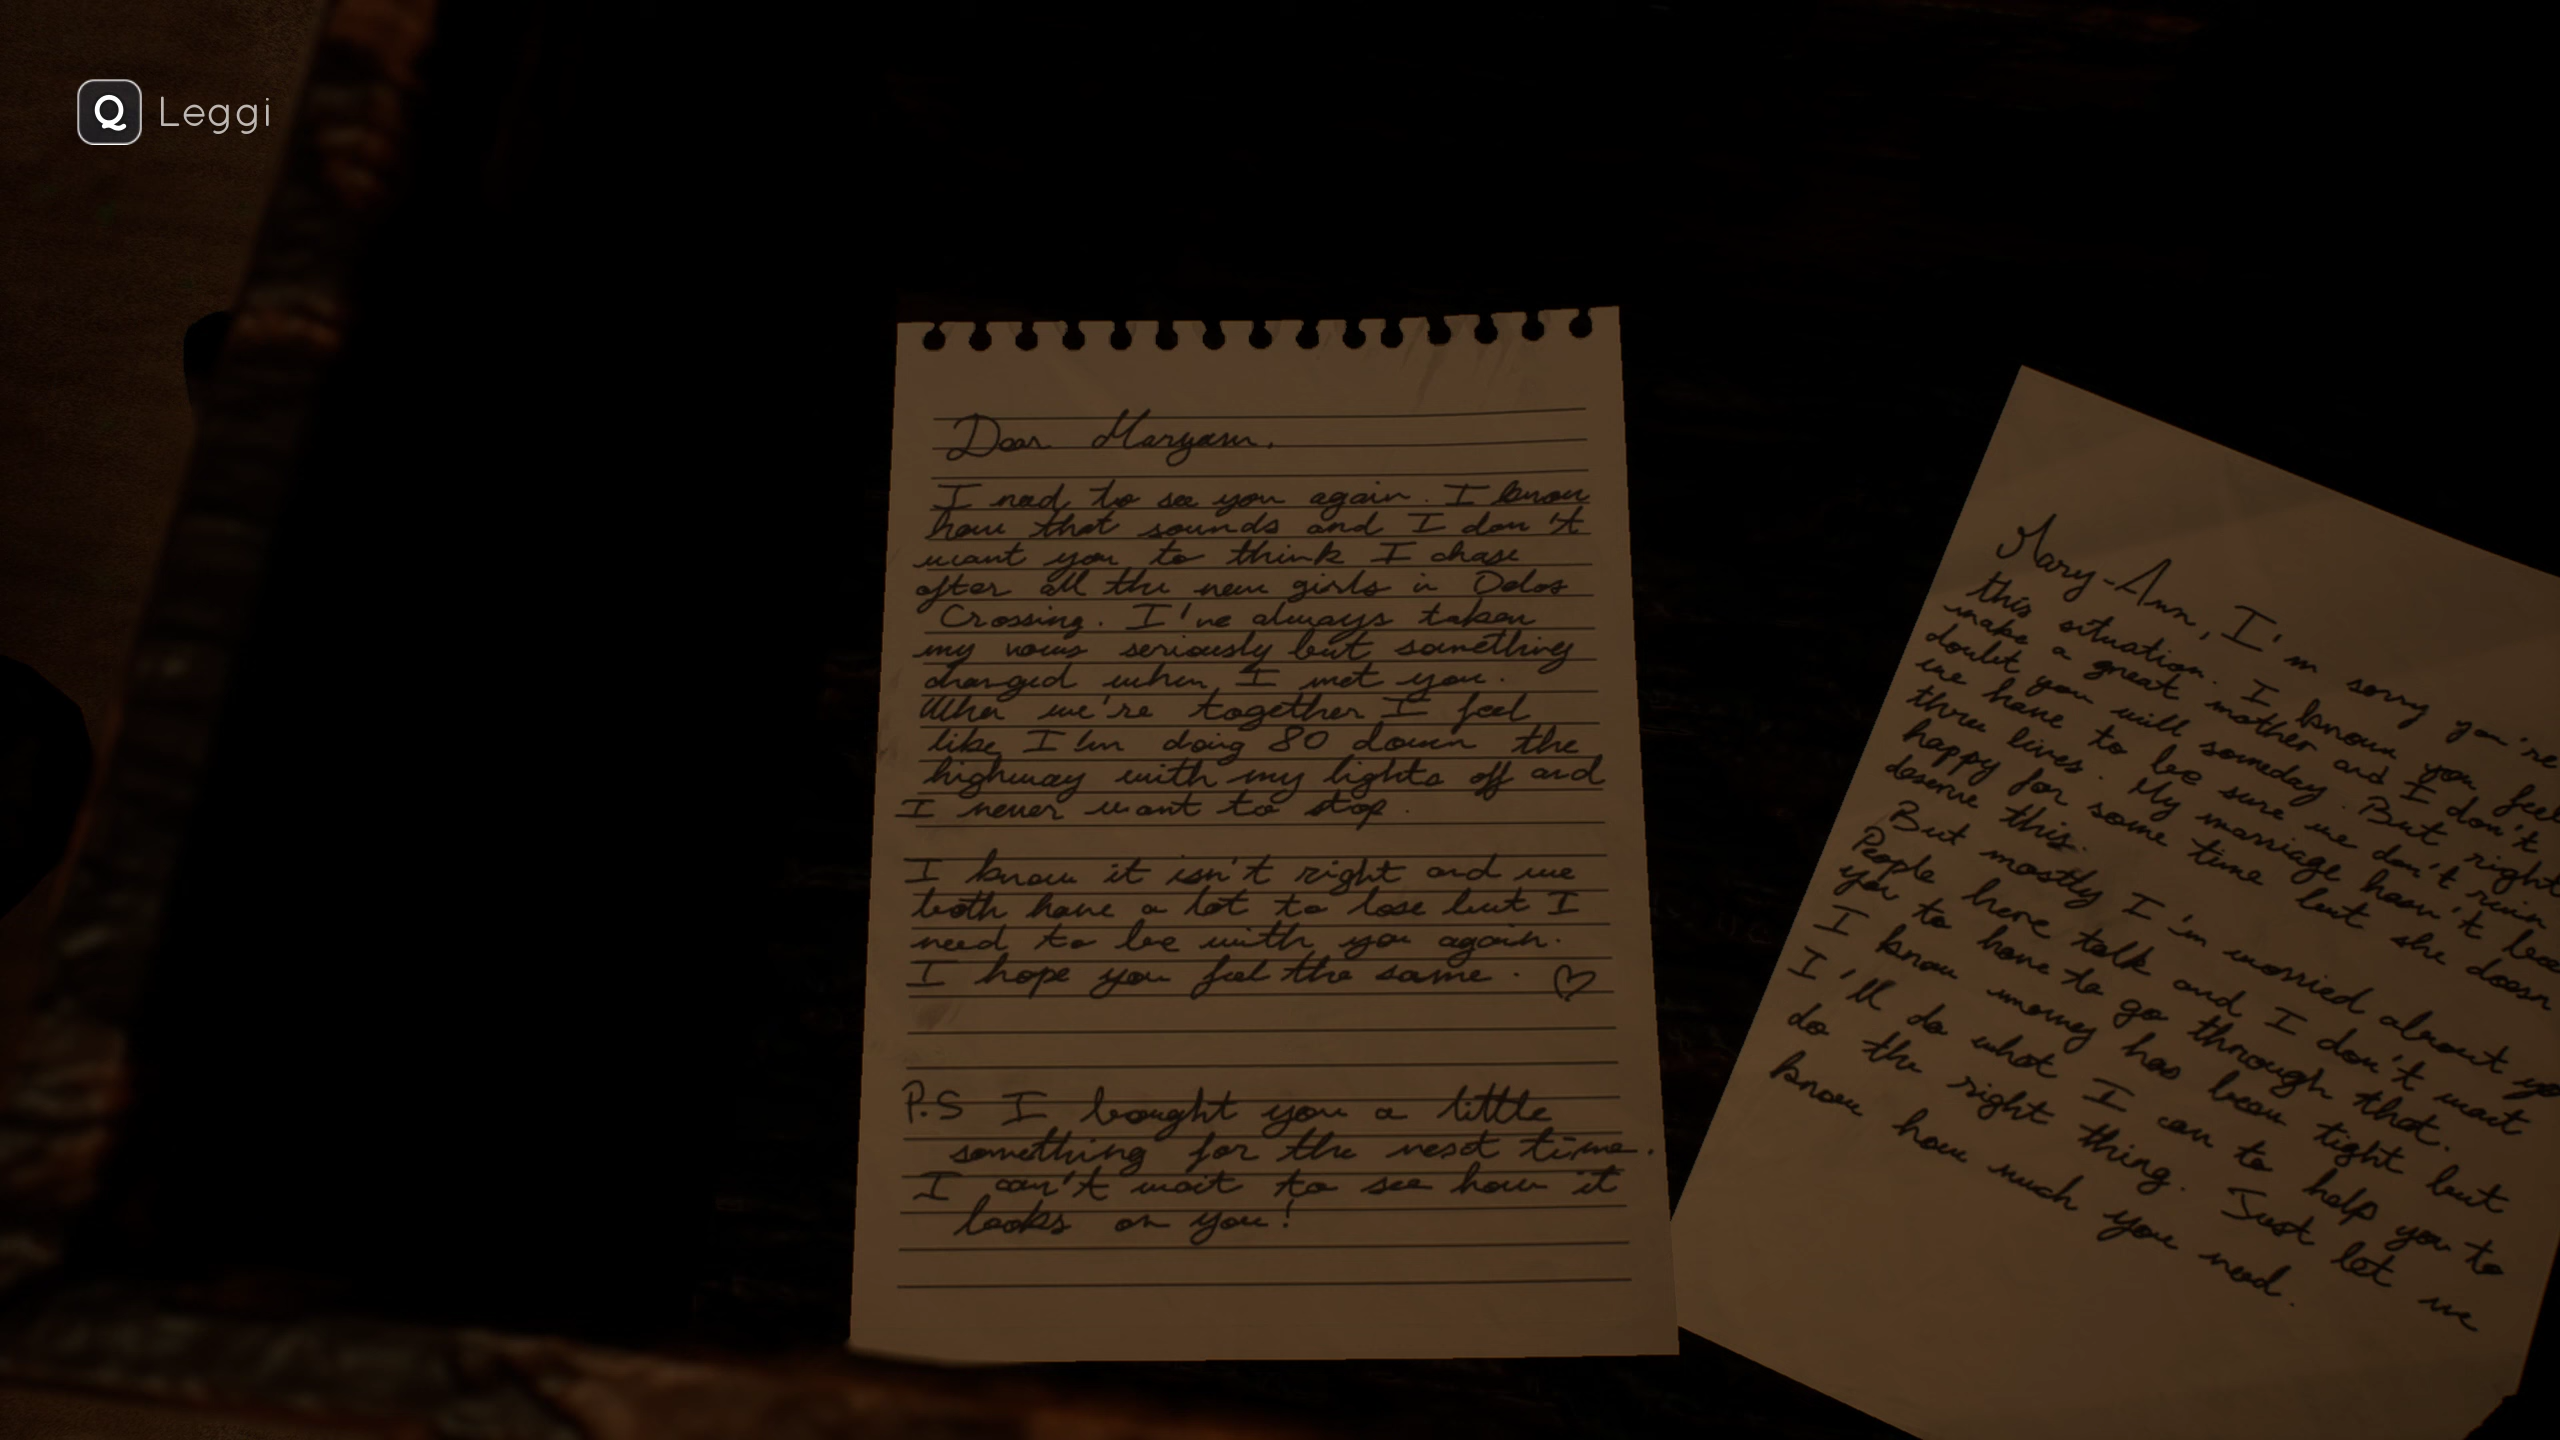 Q Leggi
Dear Maryann,
I need to see you again. I know
how that sounds and I don't
want you to think I chase
after all the new girls in Delos
Crossing. I've always taken
my vows seriously but something
changed when I met you.
When we're together I feel
like I'm doing 80 down the
highway with my lights off and
I never want to stop.
I know it isn't right and we
both have a lot to lose but I
need to be with you again.
I hope you feel the same. ♡
P.S I bought you a little
something for the next time.
I can't wait to see how it
looks on you!
Mary-Ann, I'm sorry you're
this situation. I know you feel
make a great mother and I don't
doubt you will someday. But right
we have to be sure we don't ruin
three lives. My marriage hasn't
happy for some time but she
deserve this.
But mostly I'm worried about
People here talk and I don't want
you to have to go through that.
I know money has been tight but
I'll do what I can to help you to
do the right thing. Just let me
know how much you need.